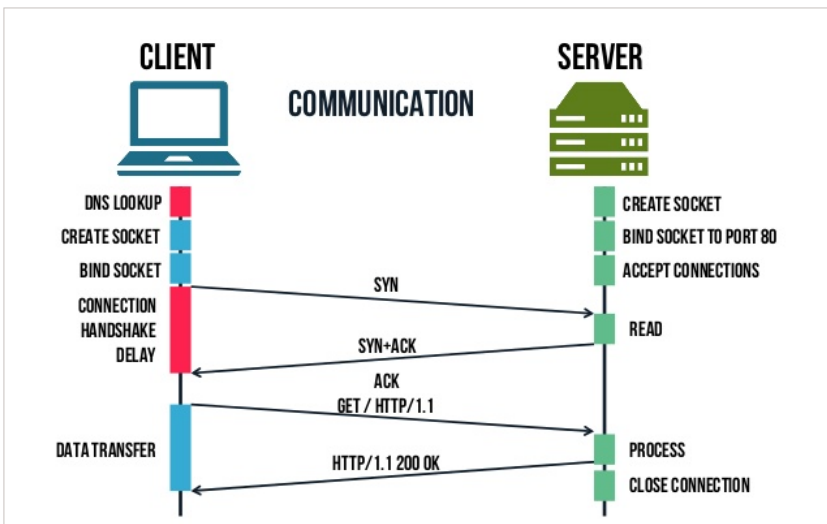 CLIENT
SERVER
COMMUNICATION
DNS LOOKUP
CREATE SOCKET
CREATE SOCKET
BIND SOCKET TO PORT 80
BIND SOCKET
ACCEPT CONNECTIONS
SYN
CONNECTION
HANDSHAKE
DELAY
READ
SYN+ACK
ACK
GET / HTTP/1.1
DATA TRANSFER
PROCESS
HTTP/1.1 200 OK
CLOSE CONNECTION